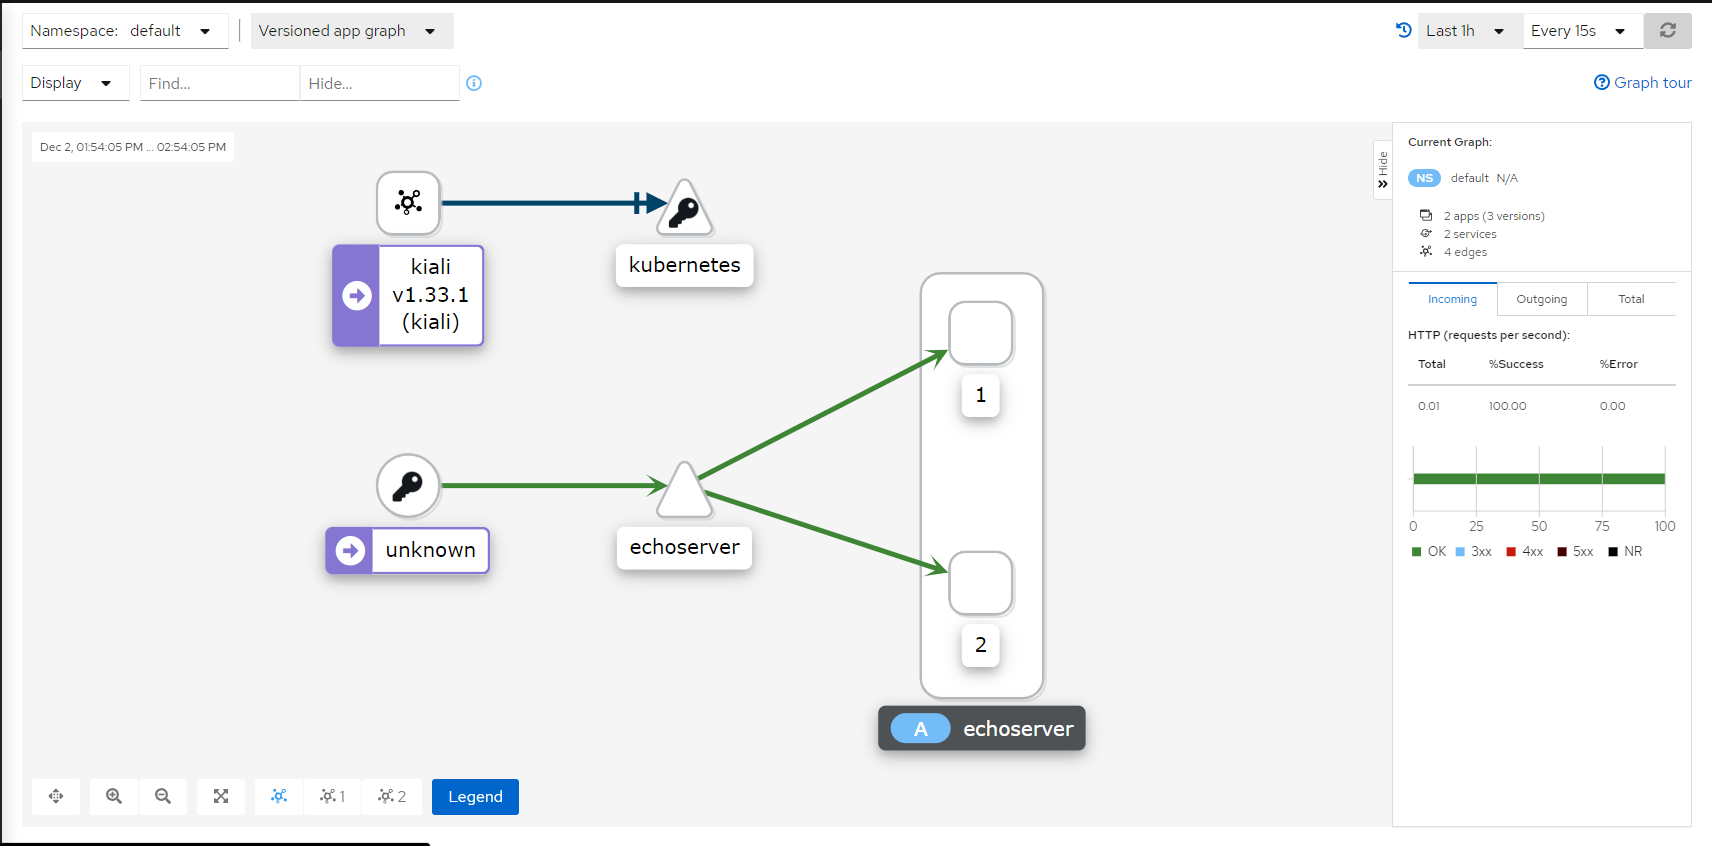 Namespace: default
Versioned app graph
Last 1h
Every 15s
Display
Find...
Hide...
Graph tour
Dec 2, 01:54:05 PM ... 02:54:05 PM
Hide
kiali
v1.33.1
(kiali)
kubernetes
1
unknown
echoserver
2
A echoserver
1
2
Legend
Current Graph:
NS default N/A
2 apps (3 versions)
2 services
4 edges
Incoming
Outgoing
Total
HTTP (requests per second):
Total %Success %Error
0.01 100.00 0.00
0 25 50 75 100
OK 3xx 4xx 5xx NR